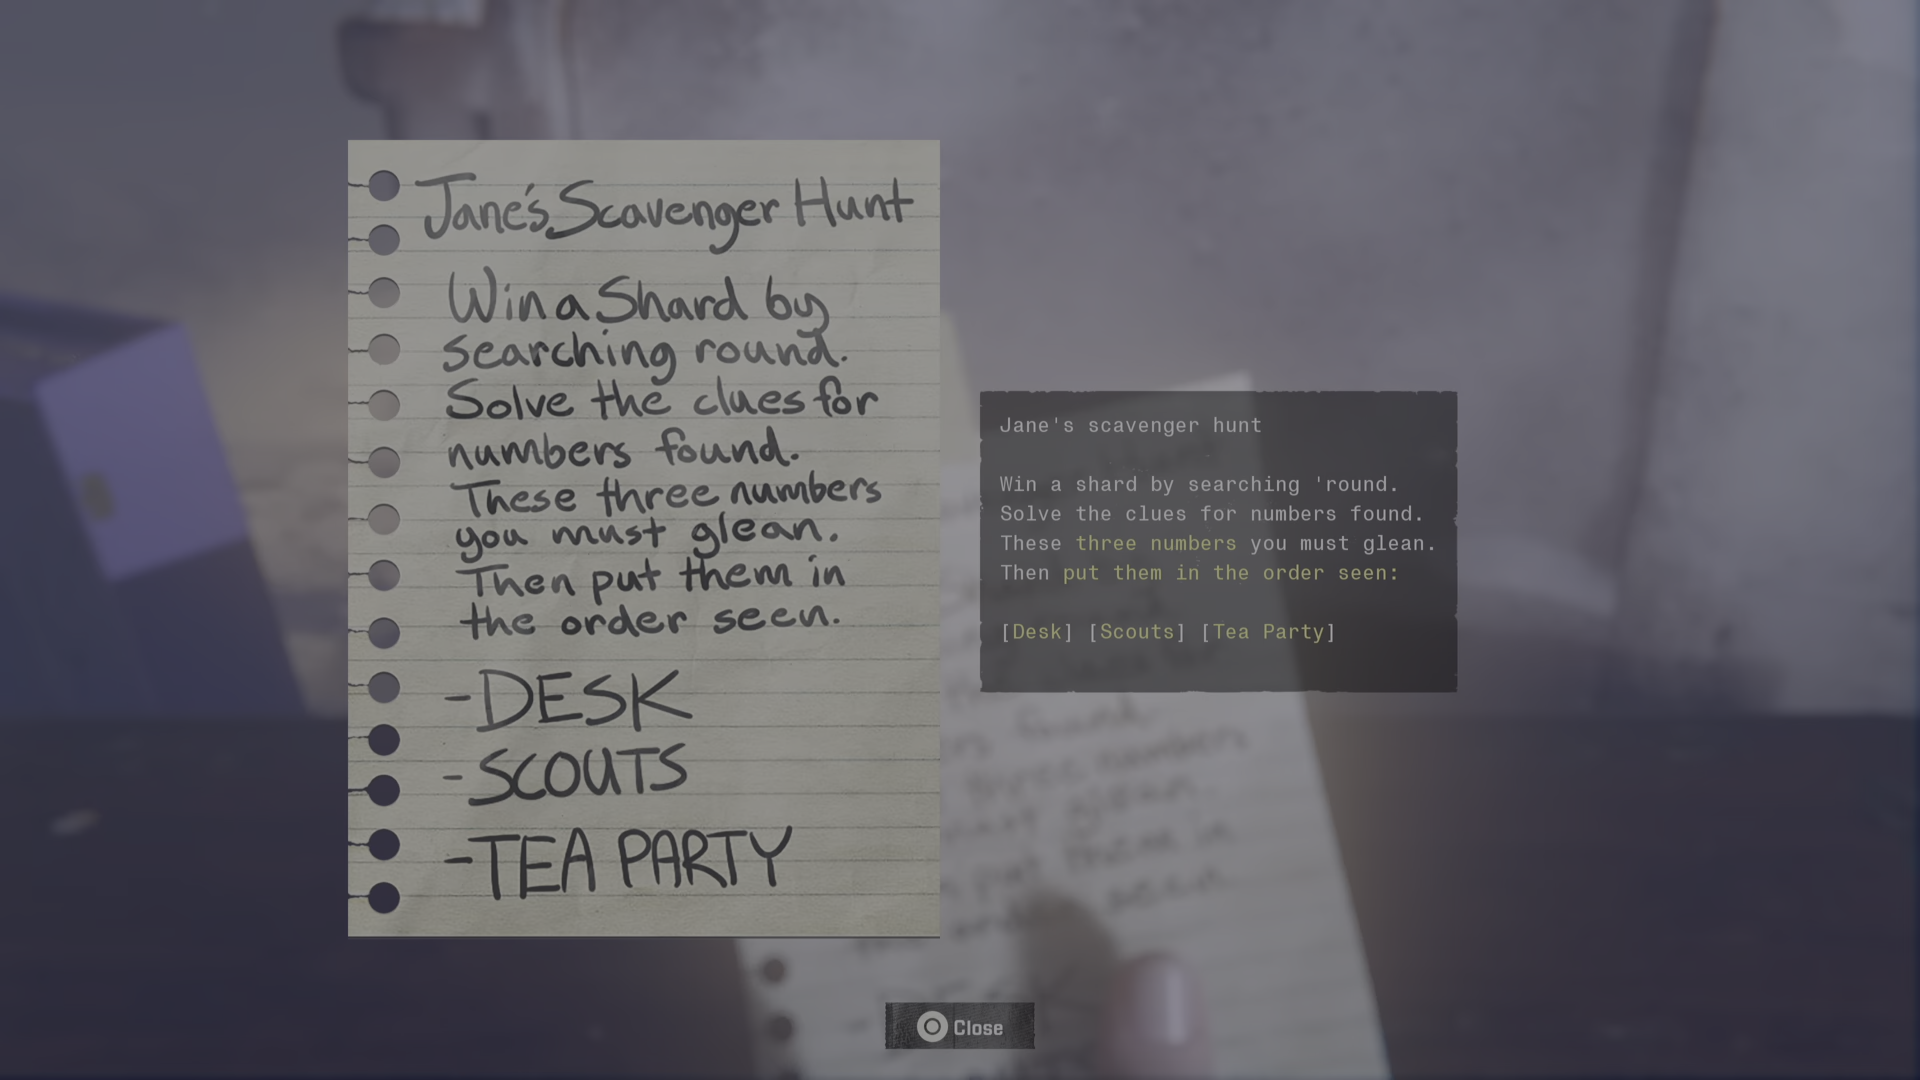 Jane's Scavenger Hunt
Win a Shard by
searching round.
Solve the clues for
numbers found.
These three numbers
you must glean.
Then put them in
the order seen.
-DESK
-SCOUTS
-TEA PARTY
Jane's scavenger hunt
Win a shard by searching 'round.
Solve the clues for numbers found.
These three numbers you must glean.
Then put them in the order seen:
[Desk] [Scouts] [Tea Party]
Close